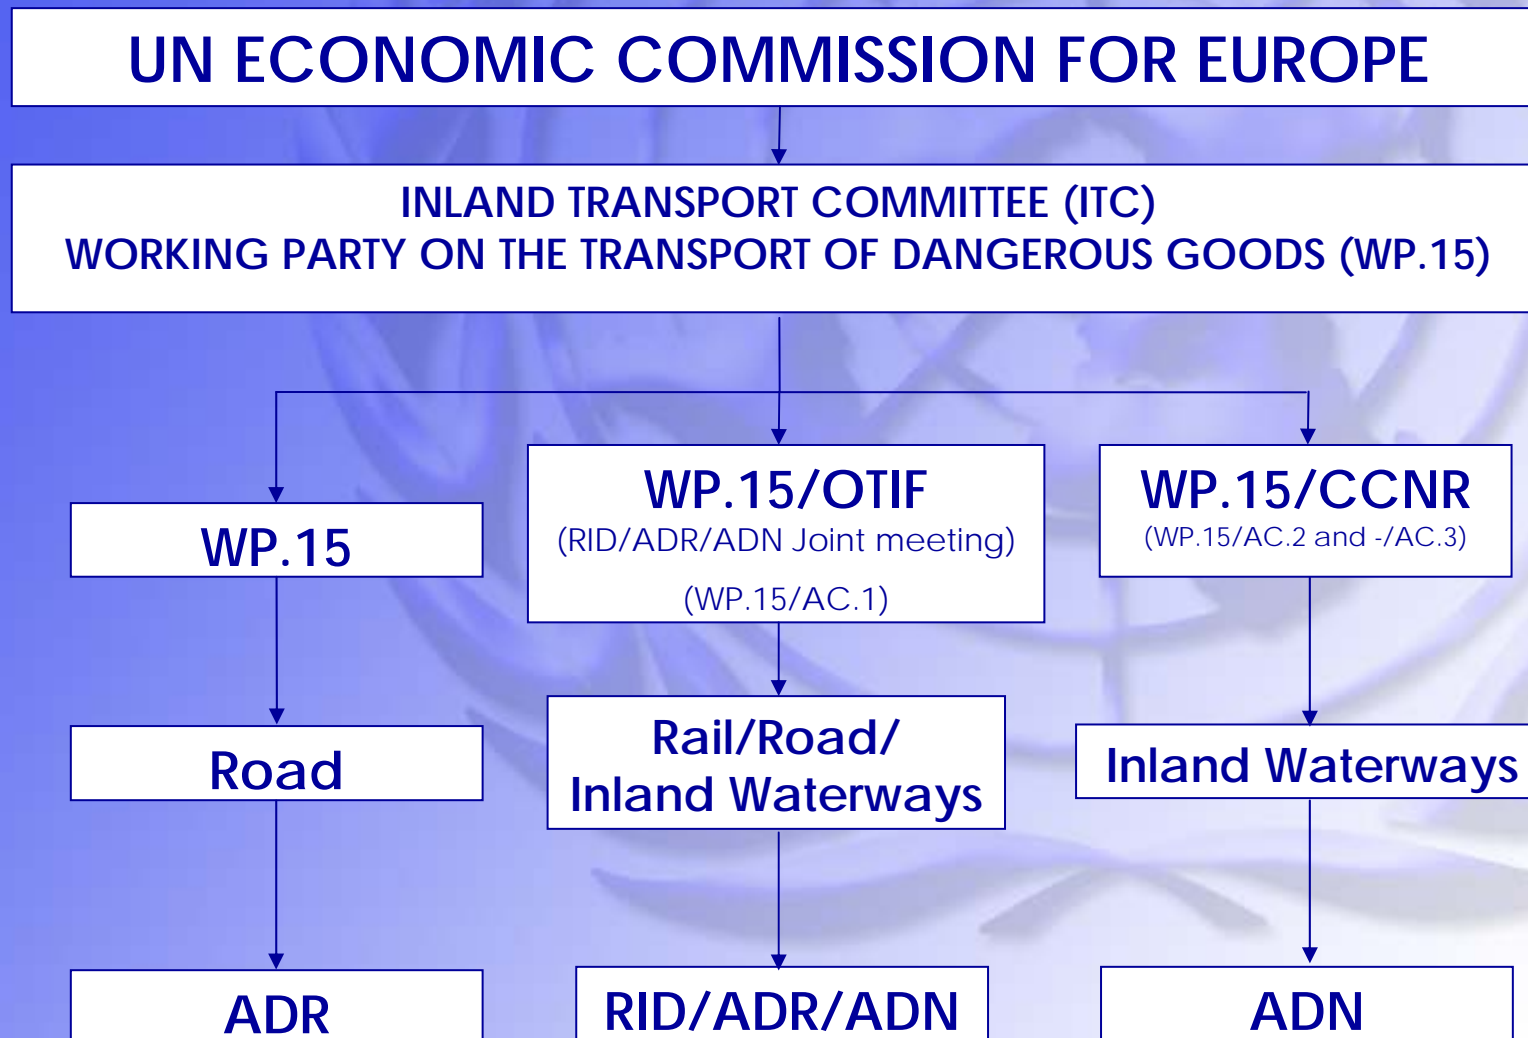 UN ECONOMIC COMMISSION FOR EUROPE
INLAND TRANSPORT COMMITTEE (ITC)
WORKING PARTY ON THE TRANSPORT OF DANGEROUS GOODS (WP.15)
WP.15
WP.15/OTIF
(RID/ADR/ADN Joint meeting)
(WP.15/AC.1)
WP.15/CCNR
(WP.15/AC.2 and -/AC.3)
Road
Rail/Road/
Inland Waterways
Inland Waterways
ADR
RID/ADR/ADN
ADN